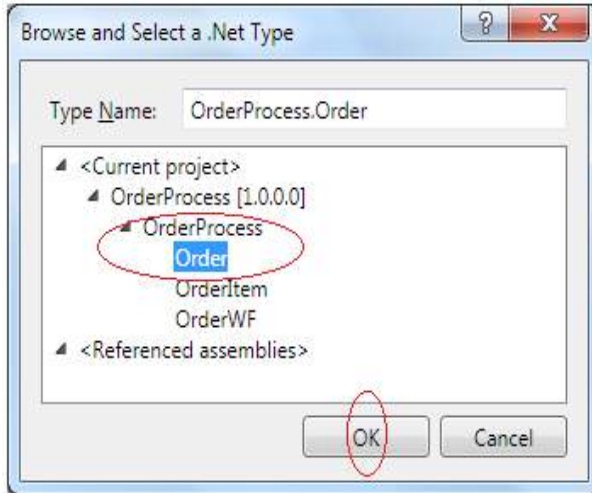 Browse and Select a .Net Type
Type Name: OrderProcess.Order
<Current project>
OrderProcess [1.0.0.0]
OrderProcess
Order
OrderItem
OrderWF
<Referenced assemblies>
OK Cancel